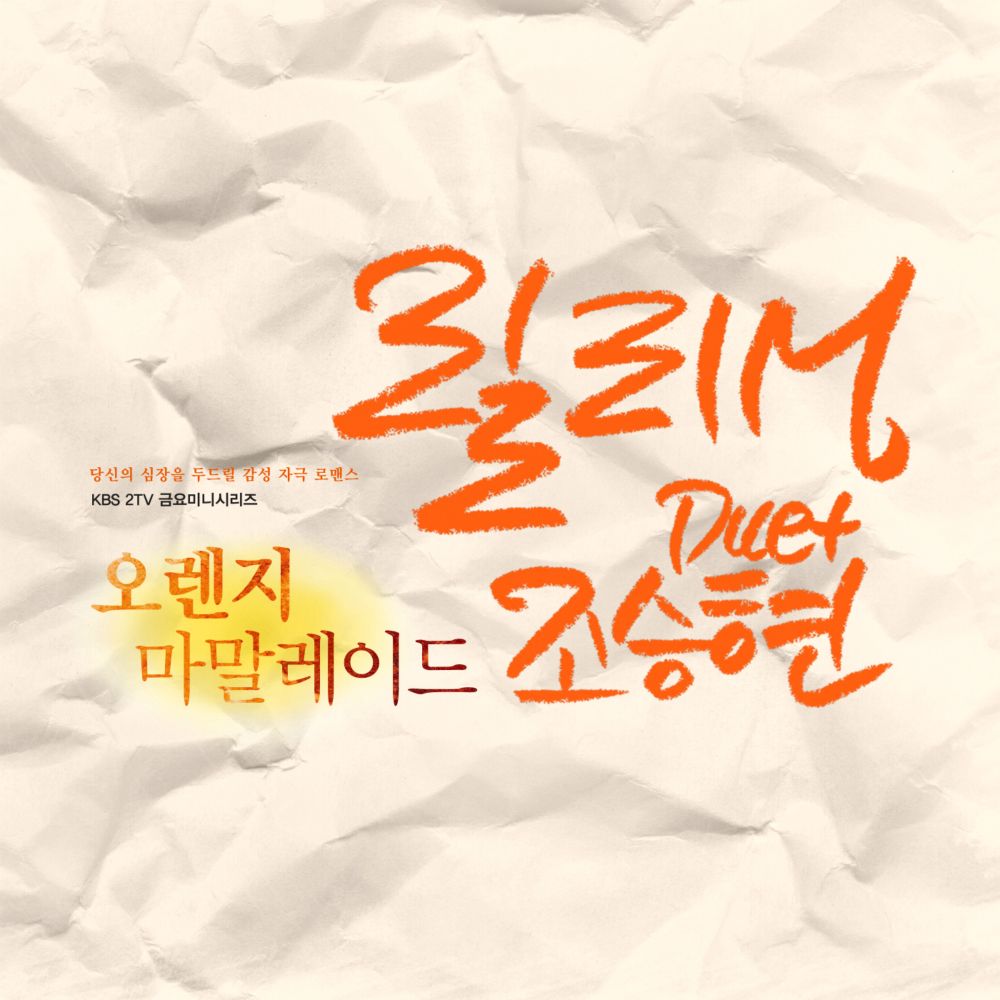 릴리 M
Duet
조승현
당신의 심장을 두드릴 감성 자극 로맨스
KBS 2TV 금요미니시리즈
오렌지
마말레이드